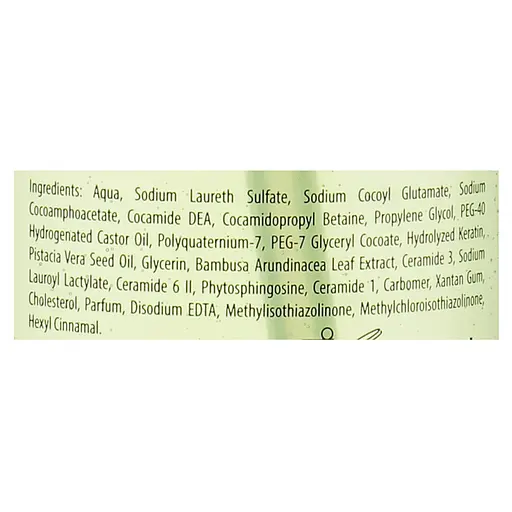 Ingredients: Aqua, Sodium Laureth Sulfate, Sodium Cocoyl Glutamate, Sodium
Cocoamphoacetate, Cocamide DEA, Cocamidopropyl Betaine, Propylene Glycol, PEG-40
Hydrogenated Castor Oil, Polyquaternium-7, PEG-7 Glyceryl Cocoate, Hydrolyzed Keratin,
Pistacia Vera Seed Oil, Glycerin, Bambusa Arundinacea Leaf Extract, Ceramide 3, Sodium
Lauroyl Lactylate, Ceramide 6 II, Phytosphingosine, Ceramide 1, Carbomer, Xantan Gum,
Cholesterol, Parfum, Disodium EDTA, Methylisothiazolinone, Methylchloroisothiazolinone,
Hexyl Cinnamal.